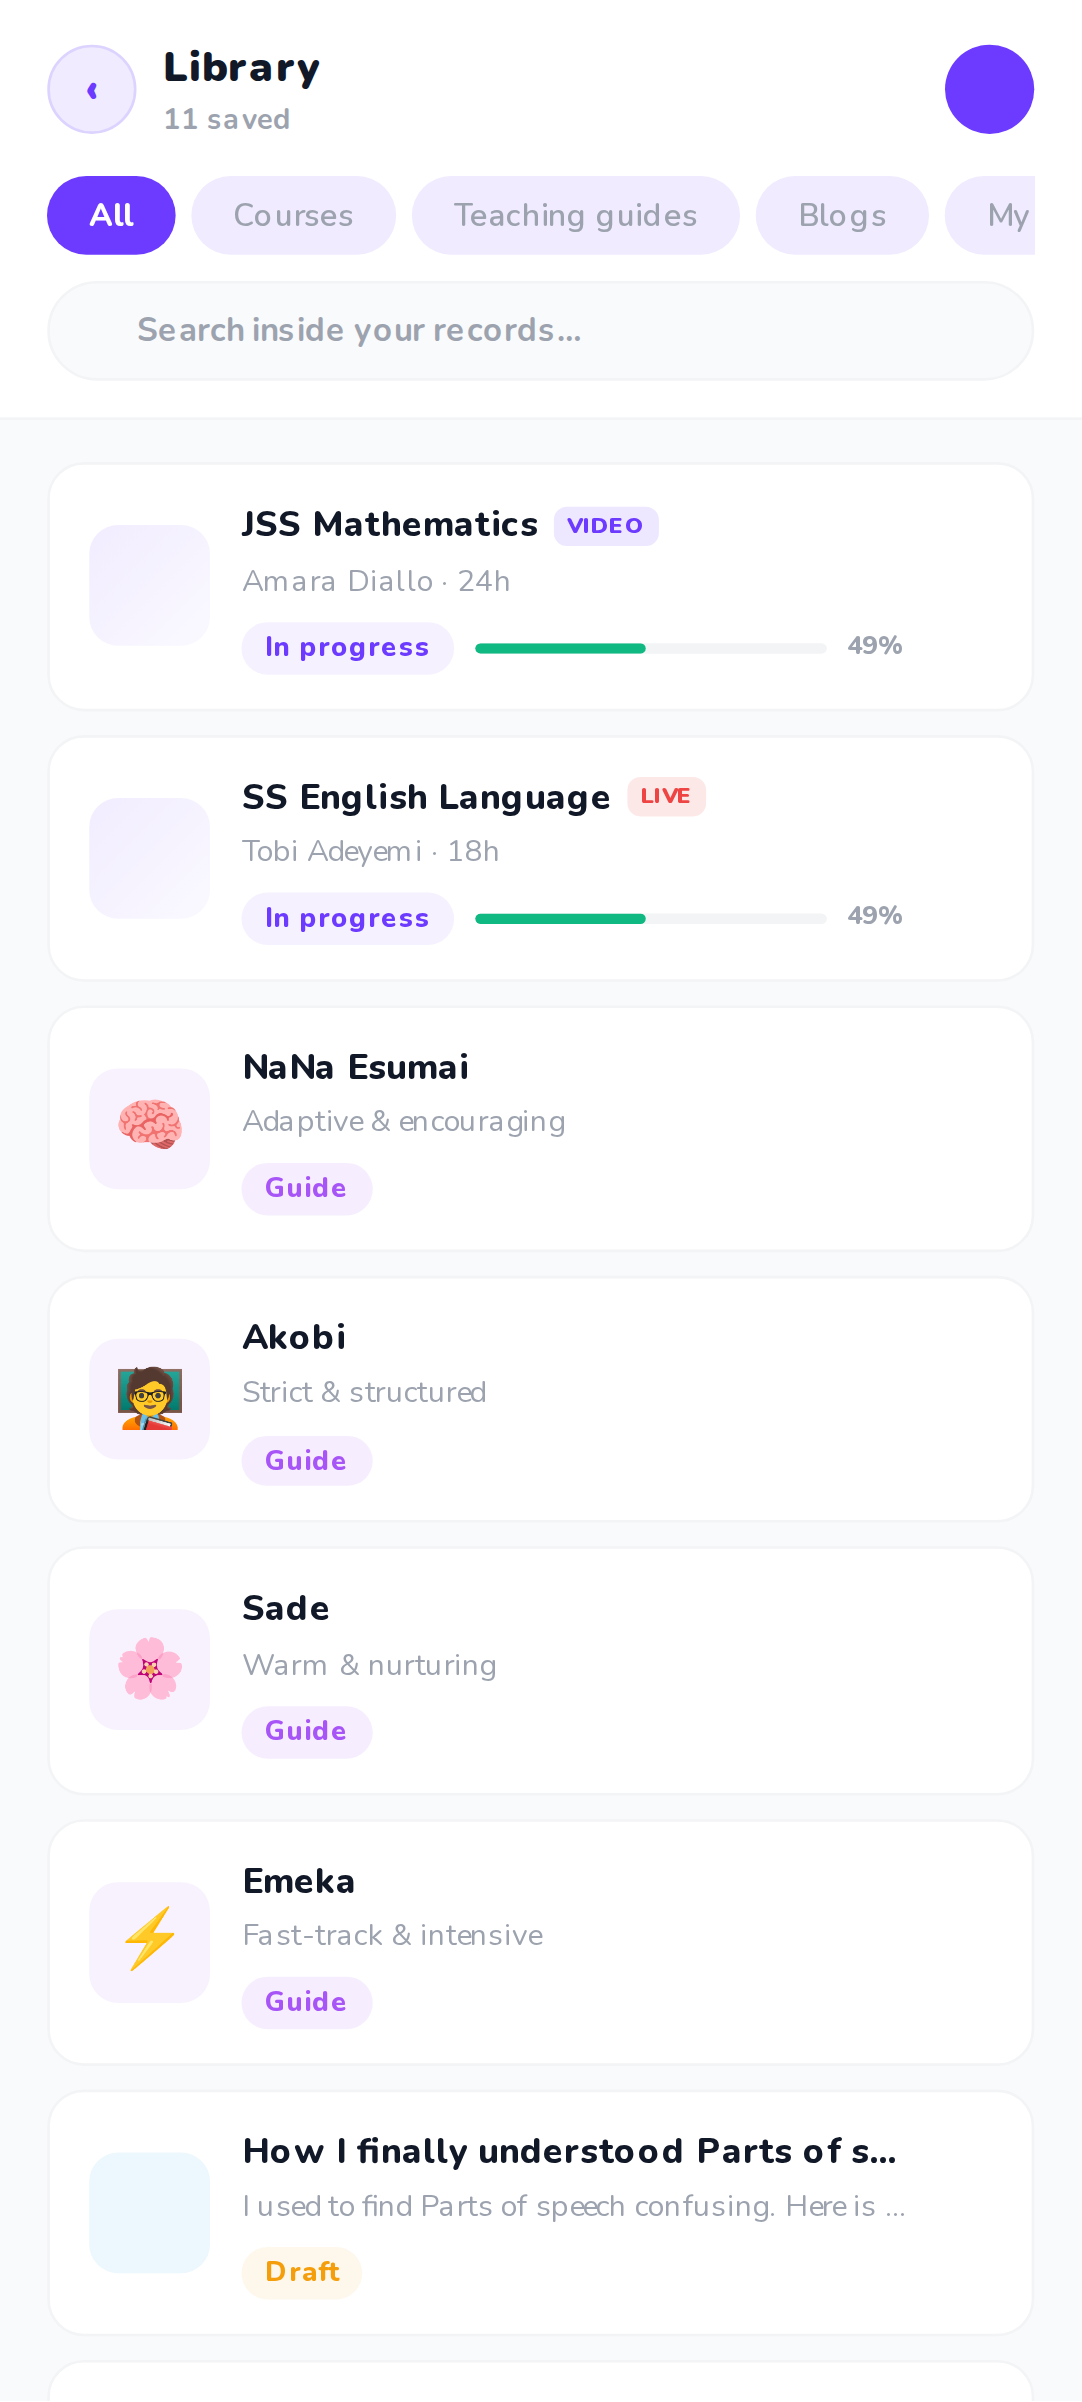 Library
11 saved
All
Courses
Teaching guides
Blogs
My
Search inside your records...
JSS Mathematics VIDEO
Amara Diallo · 24h
In progress 49%
SS English Language LIVE
Tobi Adeyemi · 18h
In progress 49%
NaNa Esumai
Adaptive & encouraging
Guide
Akobi
Strict & structured
Guide
Sade
Warm & nurturing
Guide
Emeka
Fast-track & intensive
Guide
How I finally understood Parts of s...
I used to find Parts of speech confusing. Here is ...
Draft